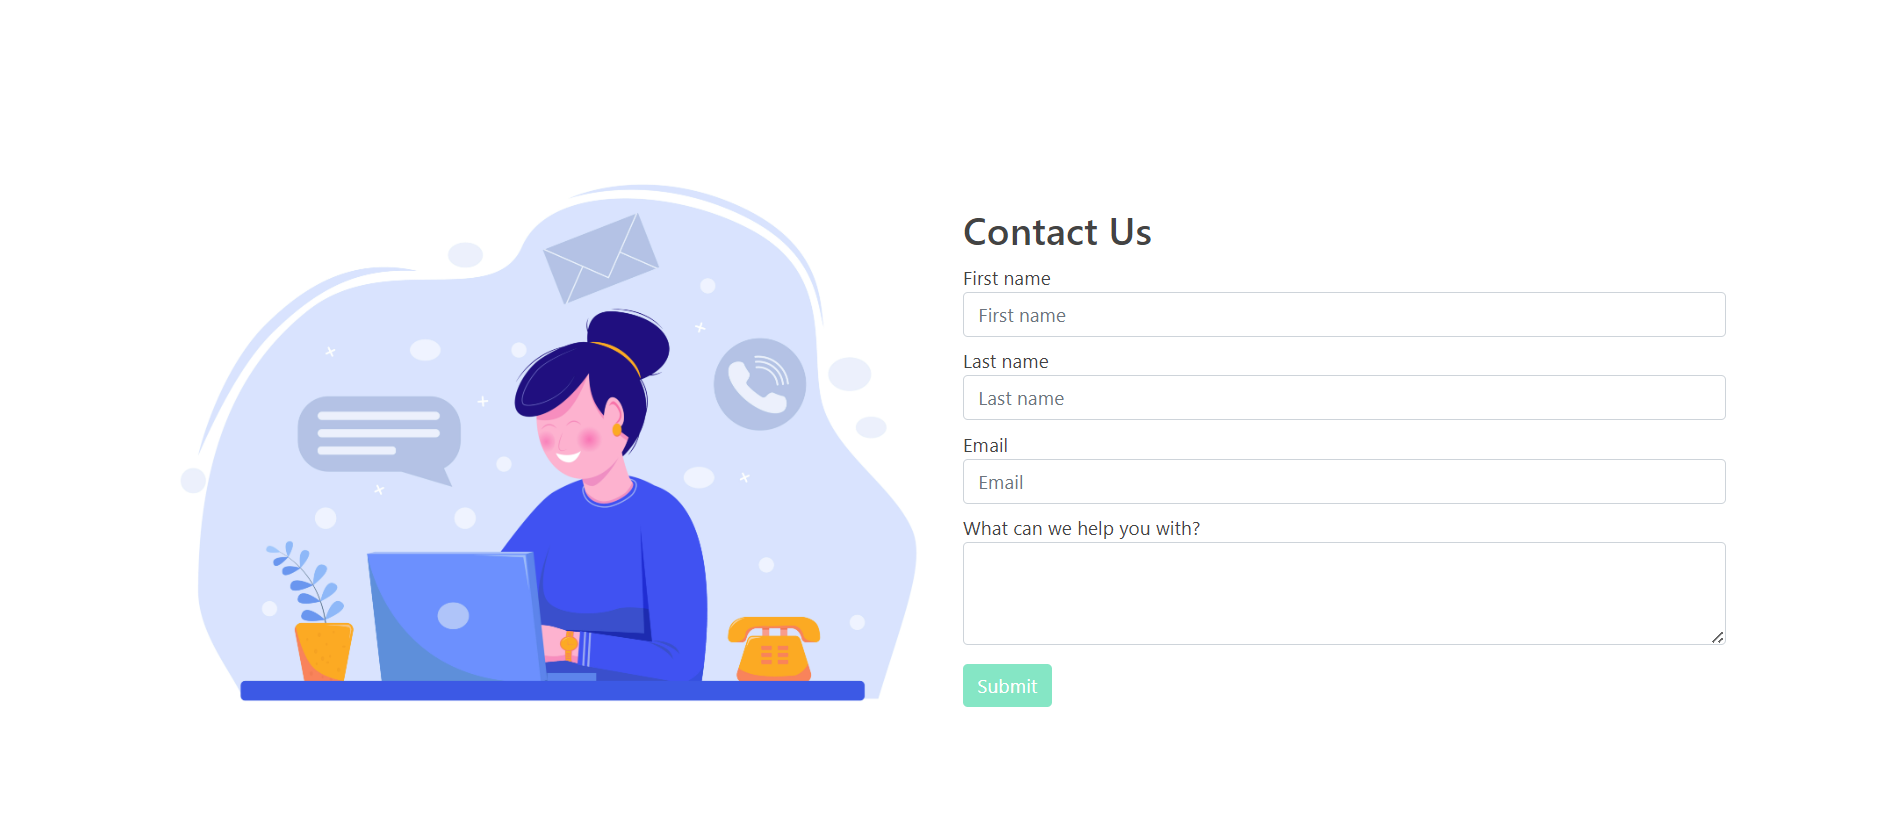 Contact Us
First name
First name
Last name
Last name
Email
Email
What can we help you with?
Submit